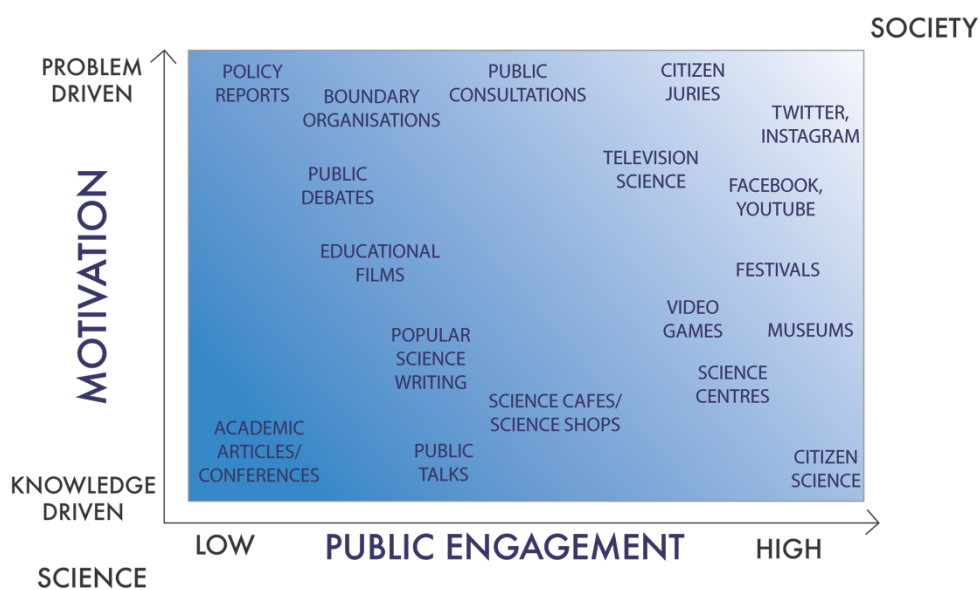 SOCIETY
PROBLEM
DRIVEN
POLICY
REPORTS
BOUNDARY
ORGANISATIONS
PUBLIC
CONSULTATIONS
CITIZEN
JURIES
TWITTER,
INSTAGRAM
PUBLIC
DEBATES
TELEVISION
SCIENCE
FACEBOOK,
YOUTUBE
MOTIVATION
EDUCATIONAL
FILMS
FESTIVALS
VIDEO
GAMES
MUSEUMS
POPULAR
SCIENCE
WRITING
SCIENCE
CENTRES
SCIENCE CAFES/
SCIENCE SHOPS
ACADEMIC
ARTICLES/
CONFERENCES
PUBLIC
TALKS
CITIZEN
SCIENCE
KNOWLEDGE
DRIVEN
LOW
PUBLIC ENGAGEMENT
HIGH
SCIENCE